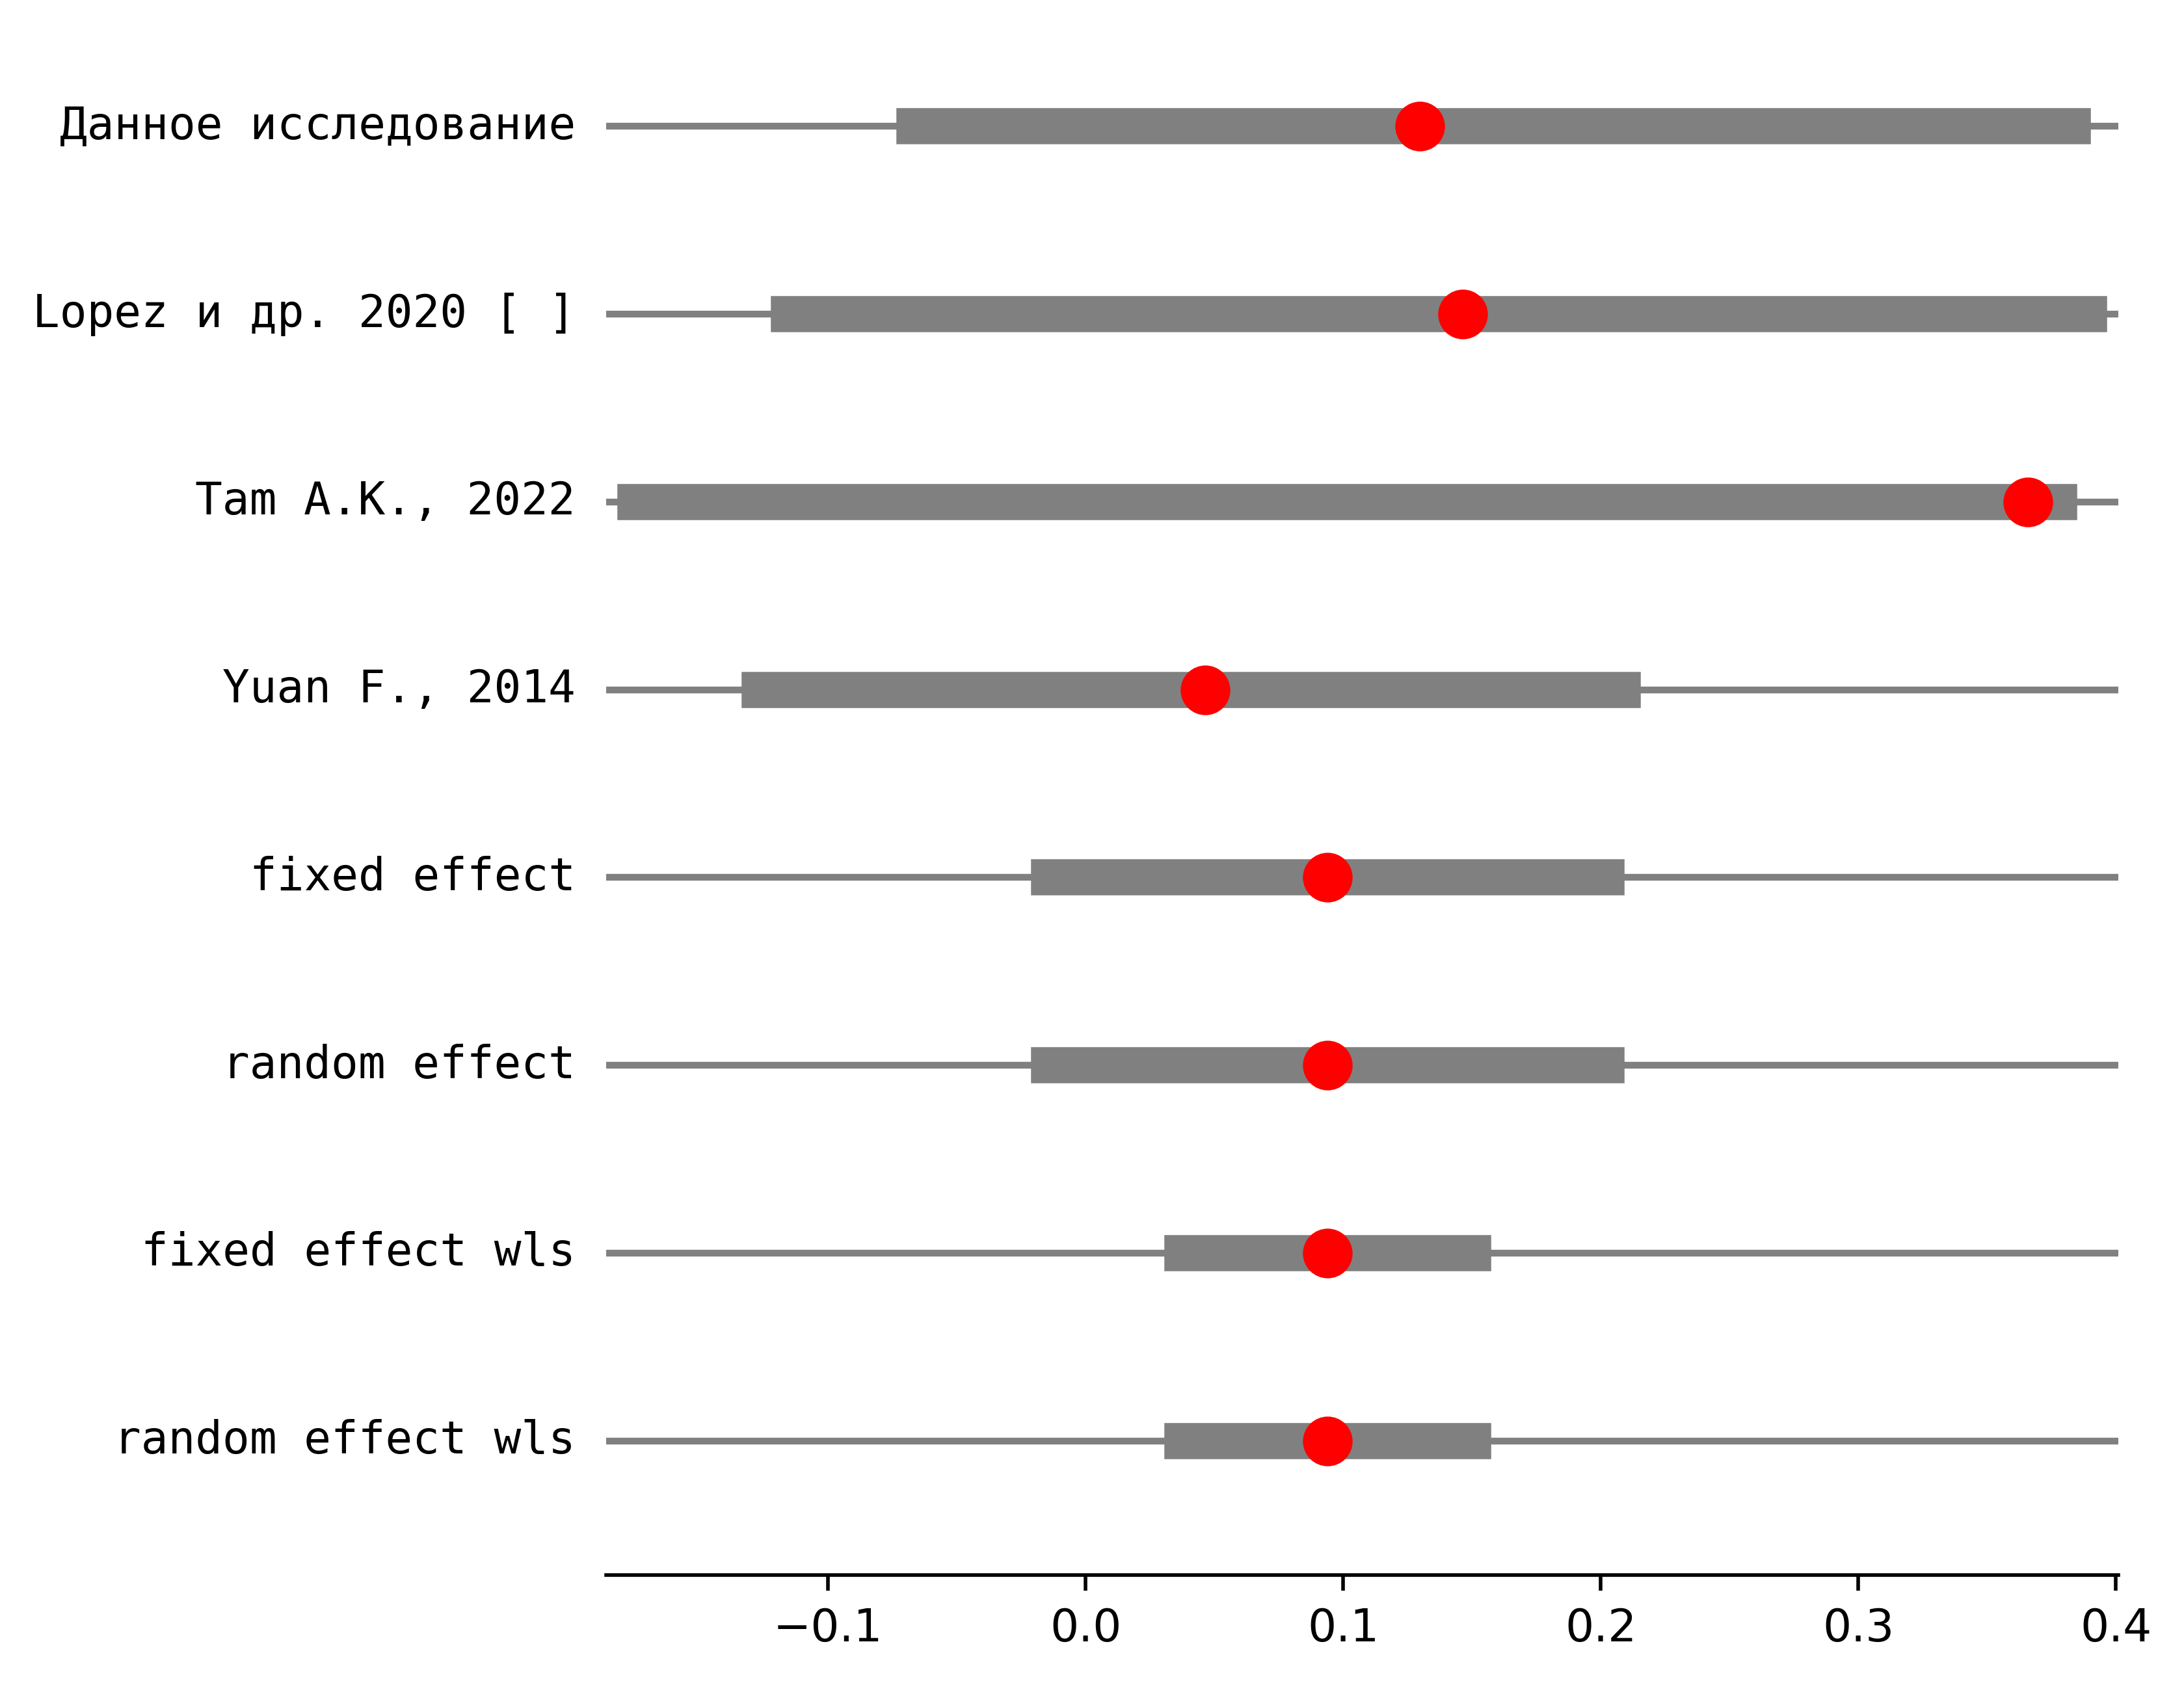 Данное исследование
Lopez и др. 2020 [ ]
Tam A.K., 2022
Yuan F., 2014
fixed effect
random effect
fixed effect wls
random effect wls
−0.1 0.0 0.1 0.2 0.3 0.4